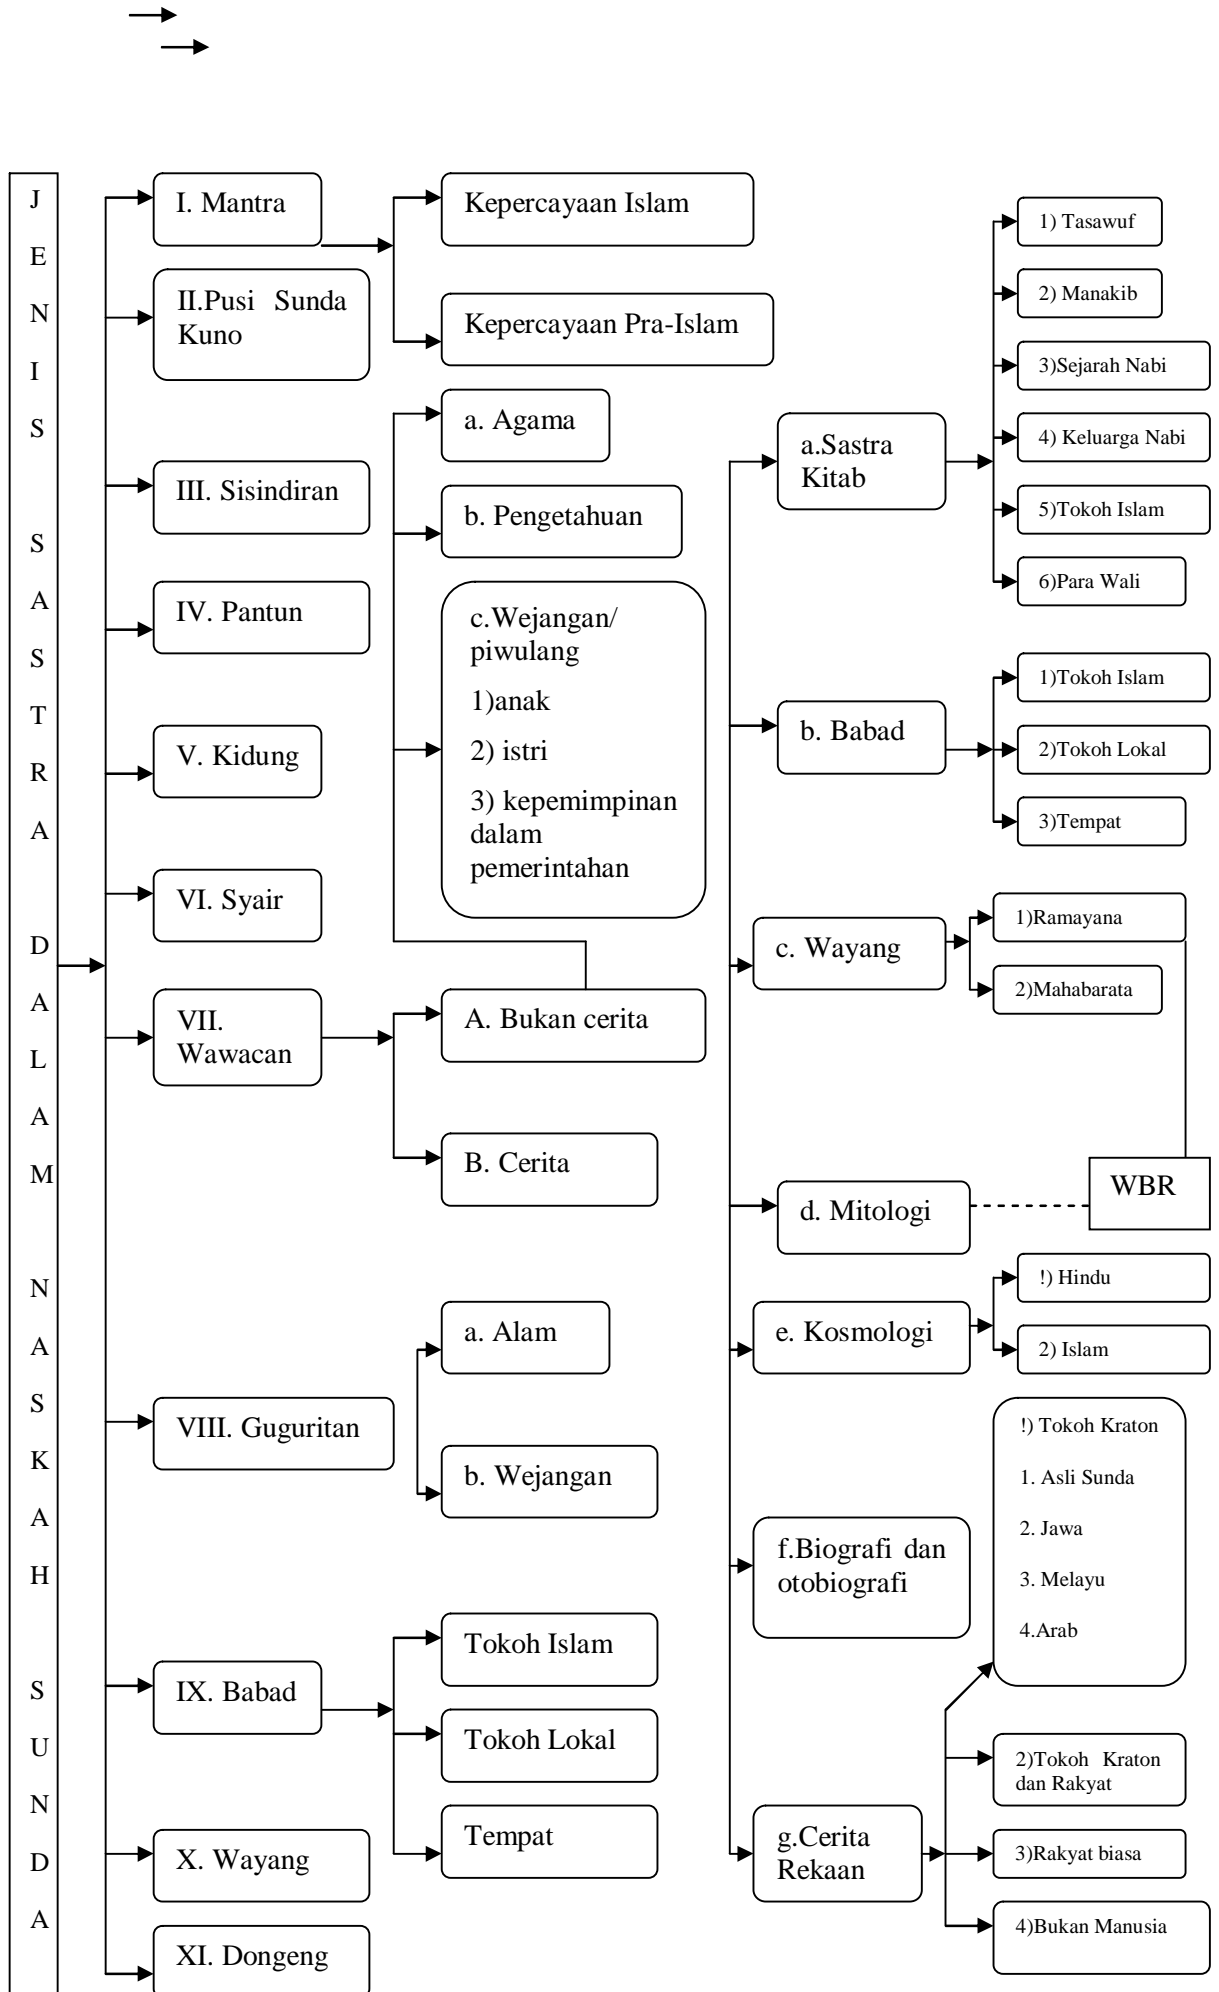 JENIS SASTRA DALAM NASKAH SUNDA
I. Mantra
II.Pusi Sunda
Kuno
III. Sisindiran
IV. Pantun
V. Kidung
VI. Syair
VII.
Wawacan
VIII. Guguritan
IX. Babad
X. Wayang
XI. Dongeng
Kepercayaan Islam
Kepercayaan Pra-Islam
a. Agama
b. Pengetahuan
c.Wejangan/
piwulang
1)anak
2) istri
3) kepemimpinan
dalam
pemerintahan
A. Bukan cerita
B. Cerita
a. Alam
b. Wejangan
Tokoh Islam
Tokoh Lokal
Tempat
a.Sastra
Kitab
b. Babad
c. Wayang
d. Mitologi
e. Kosmologi
f.Biografi dan
otobiografi
g.Cerita
Rekaan
1) Tasawuf
2) Manakib
3)Sejarah Nabi
4) Keluarga Nabi
5)Tokoh Islam
6)Para Wali
1)Tokoh Islam
2)Tokoh Lokal
3)Tempat
1)Ramayana
2)Mahabarata
WBR
!) Hindu
2) Islam
!) Tokoh Kraton
1. Asli Sunda
2. Jawa
3. Melayu
4.Arab
2)Tokoh Kraton
dan Rakyat
3)Rakyat biasa
4)Bukan Manusia